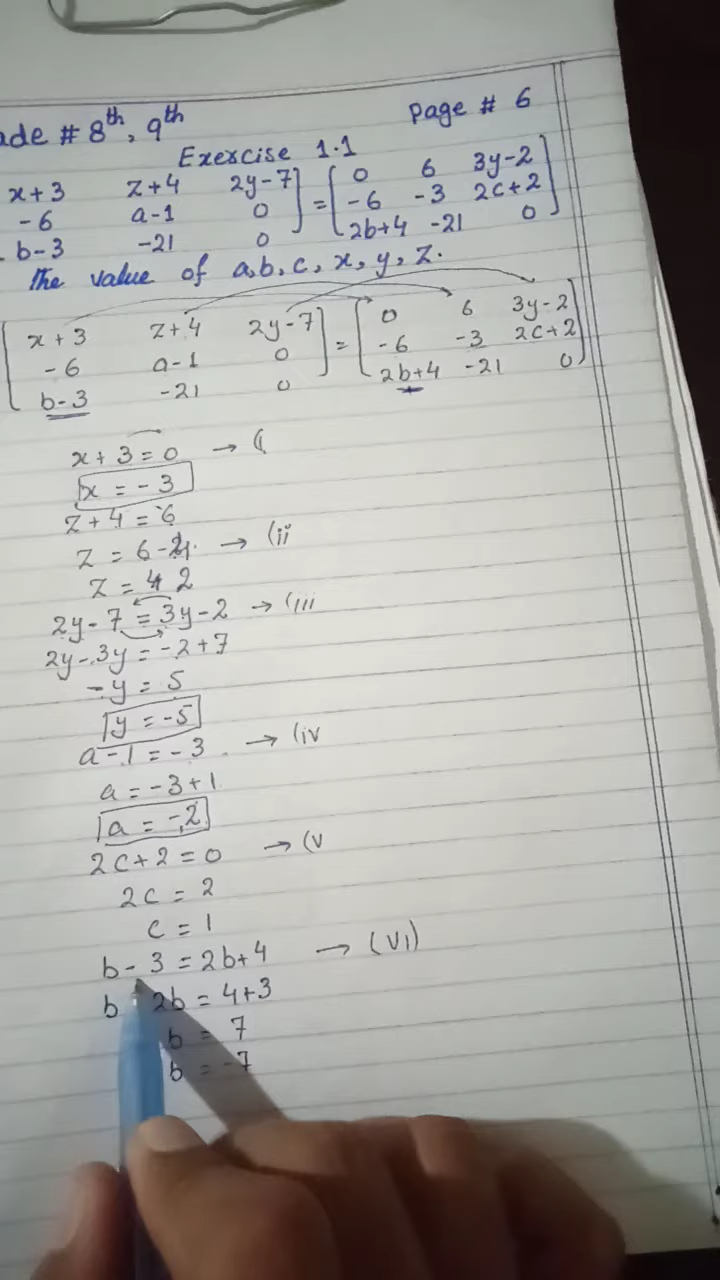 ade # 8th, 9th Page # 6
Exercise 1.1
x+3 z+4 2y-7 ] = [ 0 6 3y-2 ]
-6 a-1 0 -6 -3 2c+2
b-3 -21 0 2b+4 -21 0
The value of a,b,c,x,y,z.
[ x+3 z+4 2y-7 ] = [ 0 6 3y-2 ]
-6 a-1 0 -6 -3 2c+2
b-3 -21 0 2b+4 -21 0
x+3=0 → (i
x = -3
z+4=6
z = 6-4. → (ii
z = 2
2y-7=3y-2 → (iii
2y-3y=-2+7
-y = 5
y = -5
a-1=-3 → (iv
a = -3+1
a = -2
2c+2=0 → (v
2c = 2
c = 1
b-3=2b+4 → (vi)
b 2b = 4+3
b = 7
b = -7